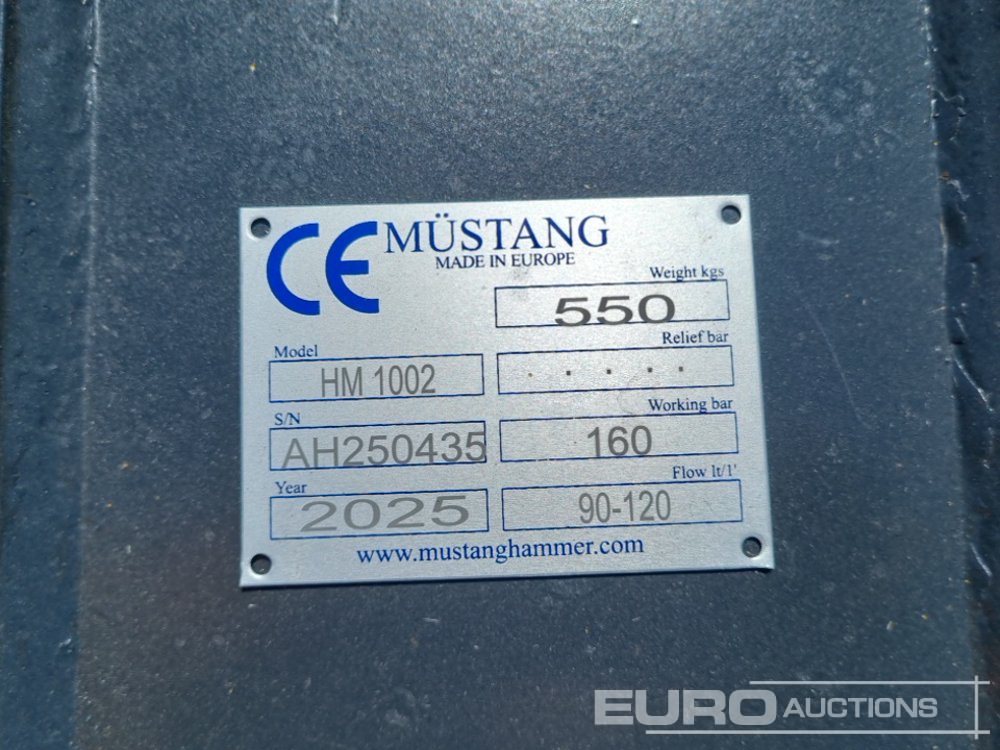 CE MÜSTANG
MADE IN EUROPE
Weight kgs
550
Model
HM 1002
Relief bar
. . . . .
S/N
AH250435
Working bar
160
Year
2025
Flow lt/1'
90-120
www.mustanghammer.com
EURO AUCTIONS